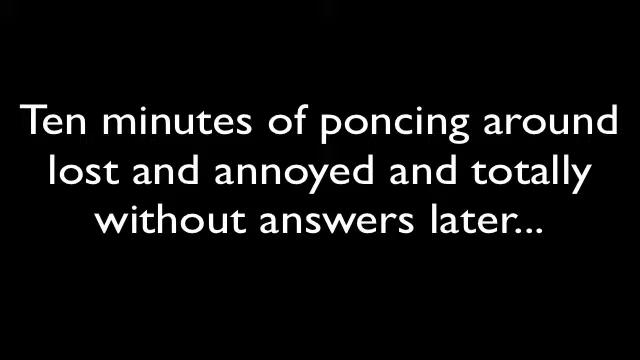 Ten minutes of poncing around
lost and annoyed and totally
without answers later...